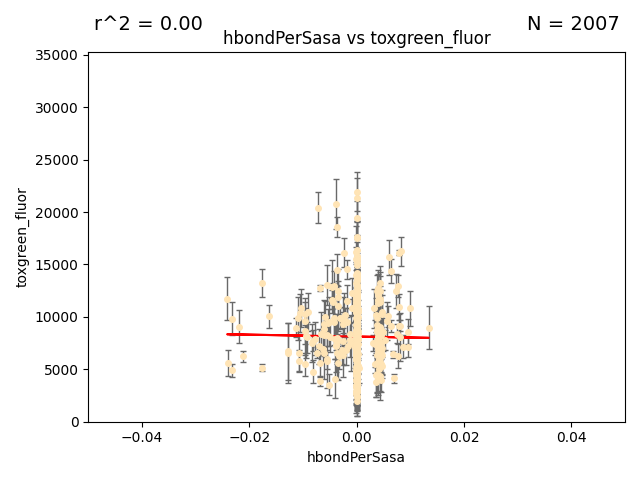 r^2 = 0.00
N = 2007
hbondPerSasa vs toxgreen_fluor
35000
30000
25000
20000
15000
10000
5000
0
toxgreen_fluor
−0.04
−0.02
0.00
0.02
0.04
hbondPerSasa